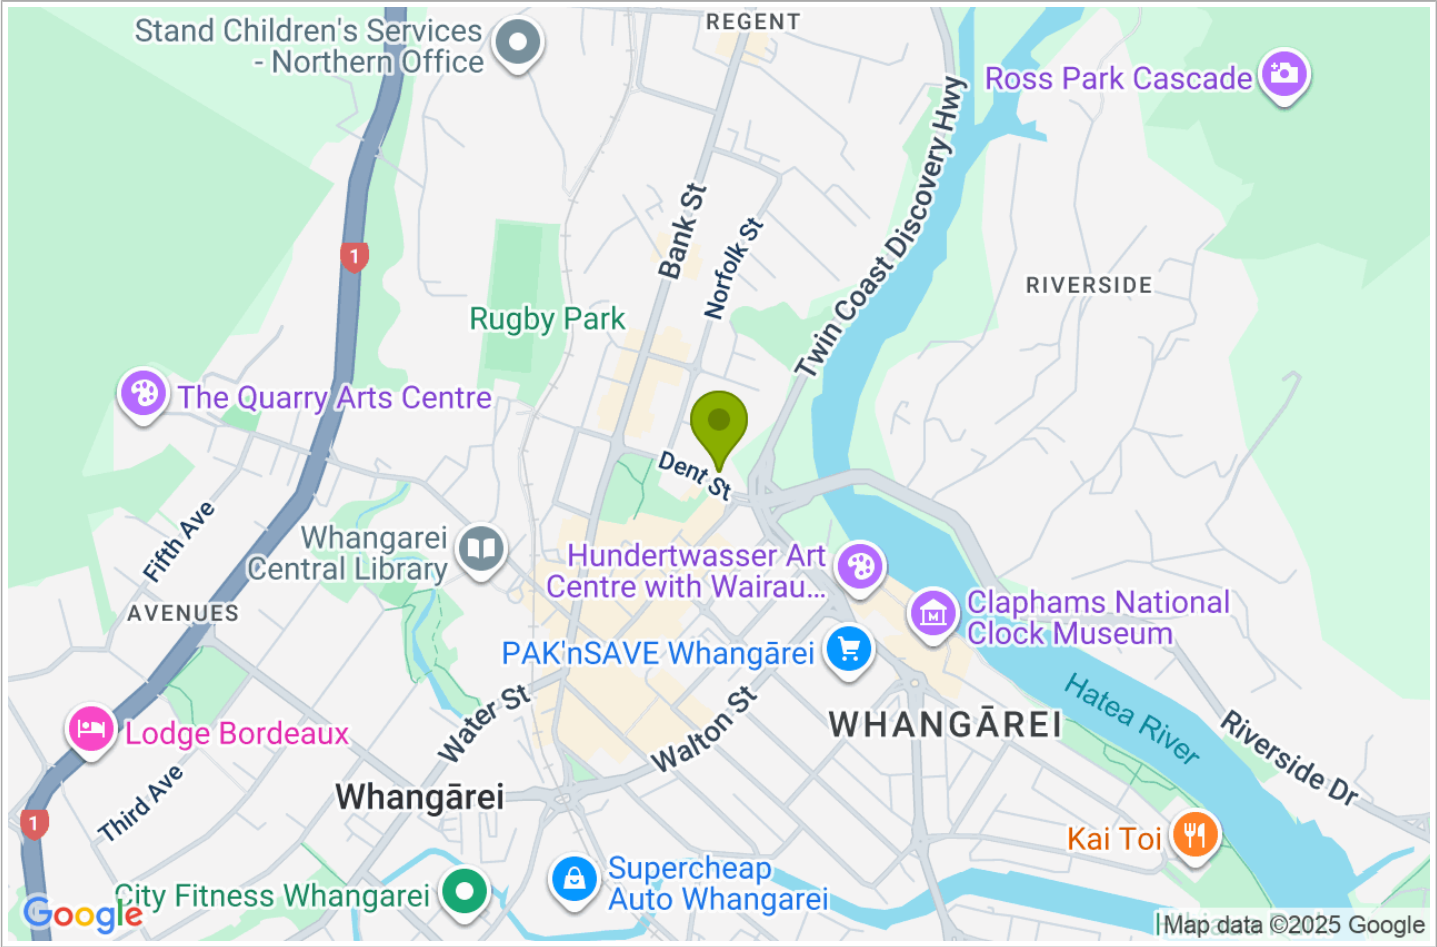 REGENT
Stand Children's Services
- Northern Office
Ross Park Cascade
Twin Coast Discovery Hwy
Bank St
Norfolk St
1
RIVERSIDE
Rugby Park
The Quarry Arts Centre
Dent St
Fifth Ave
Whangarei
Central Library
Hundertwasser Art
Centre with Wairau...
AVENUES
Claphams National
Clock Museum
PAK'nSAVE Whangārei
Water St
Walton St
WHANGĀREI
Hatea River
Riverside Dr
Lodge Bordeaux
Third Ave
Whangārei
1
Kai Toi
Supercheap
Auto Whangarei
City Fitness Whangarei
Google
Map data ©2025 Google